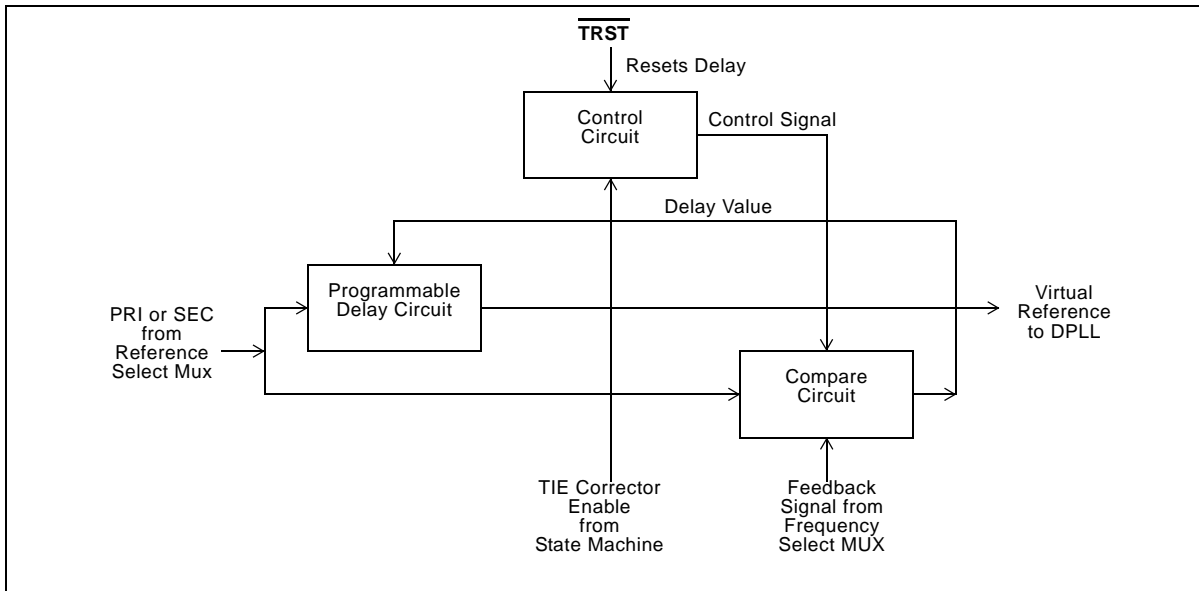 TRST
Resets Delay
Control
Circuit
Control Signal
Delay Value
Programmable
Delay Circuit
PRI or SEC
from
Reference
Select Mux
Virtual
Reference
to DPLL
Compare
Circuit
TIE Corrector
Enable
from
State Machine
Feedback
Signal from
Frequency
Select MUX